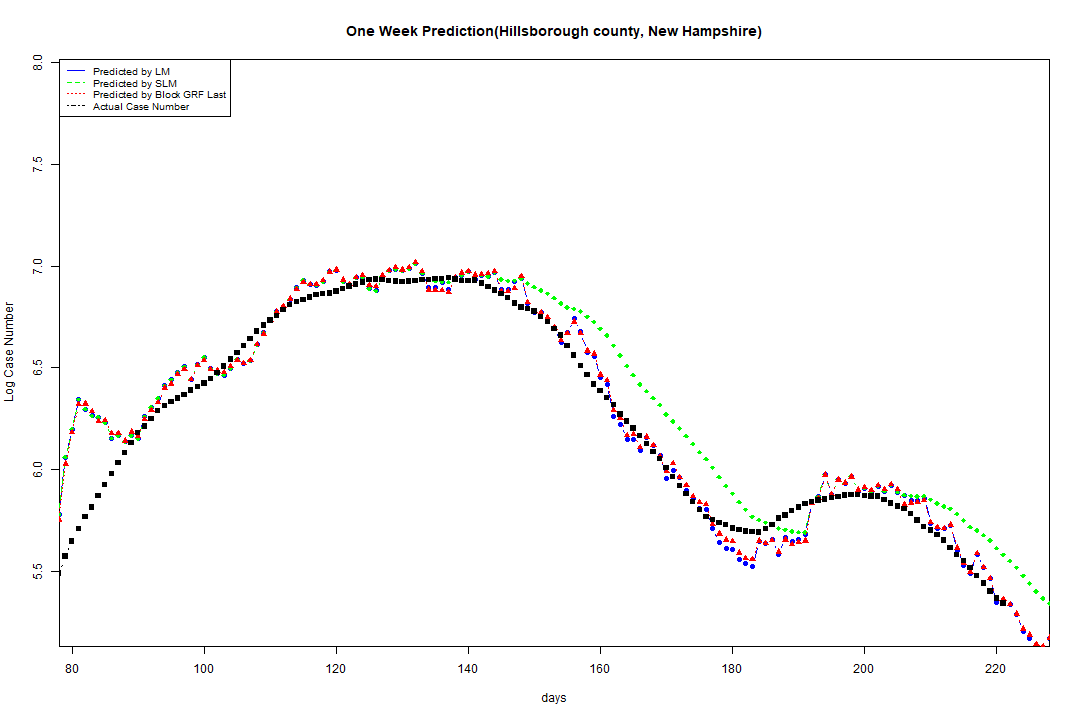 One Week Prediction(Hillsborough county, New Hampshire)
8.0
7.5
7.0
6.5
6.0
5.5
Log Case Number
Predicted by LM
Predicted by SLM
Predicted by Block GRF Last
Actual Case Number
80 100 120 140 160 180 200 220
days